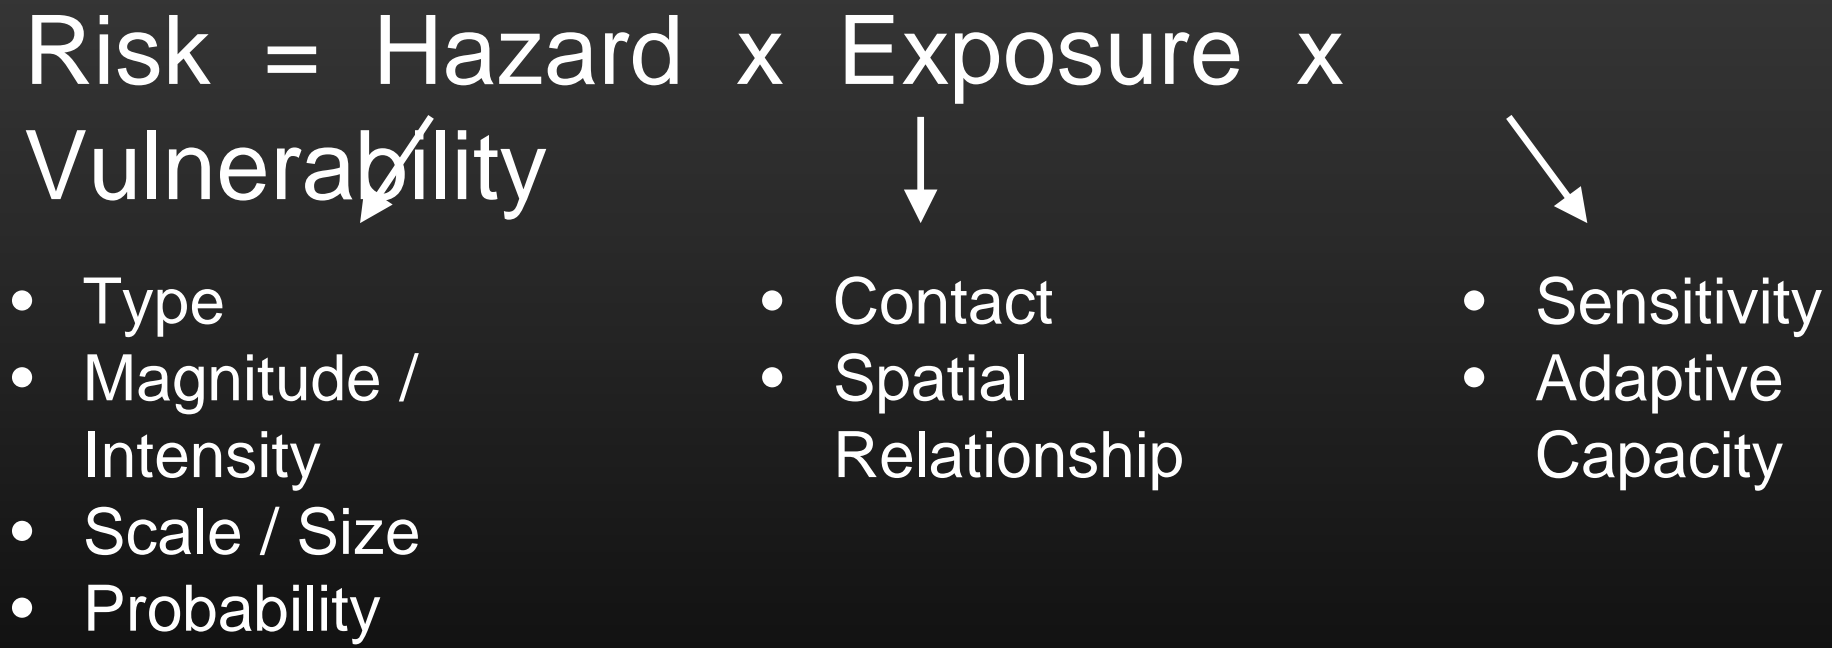 Risk = Hazard x Exposure x
Vulnerability
• Type
• Magnitude /
Intensity
• Scale / Size
• Probability
• Contact
• Spatial
Relationship
• Sensitivity
• Adaptive
Capacity